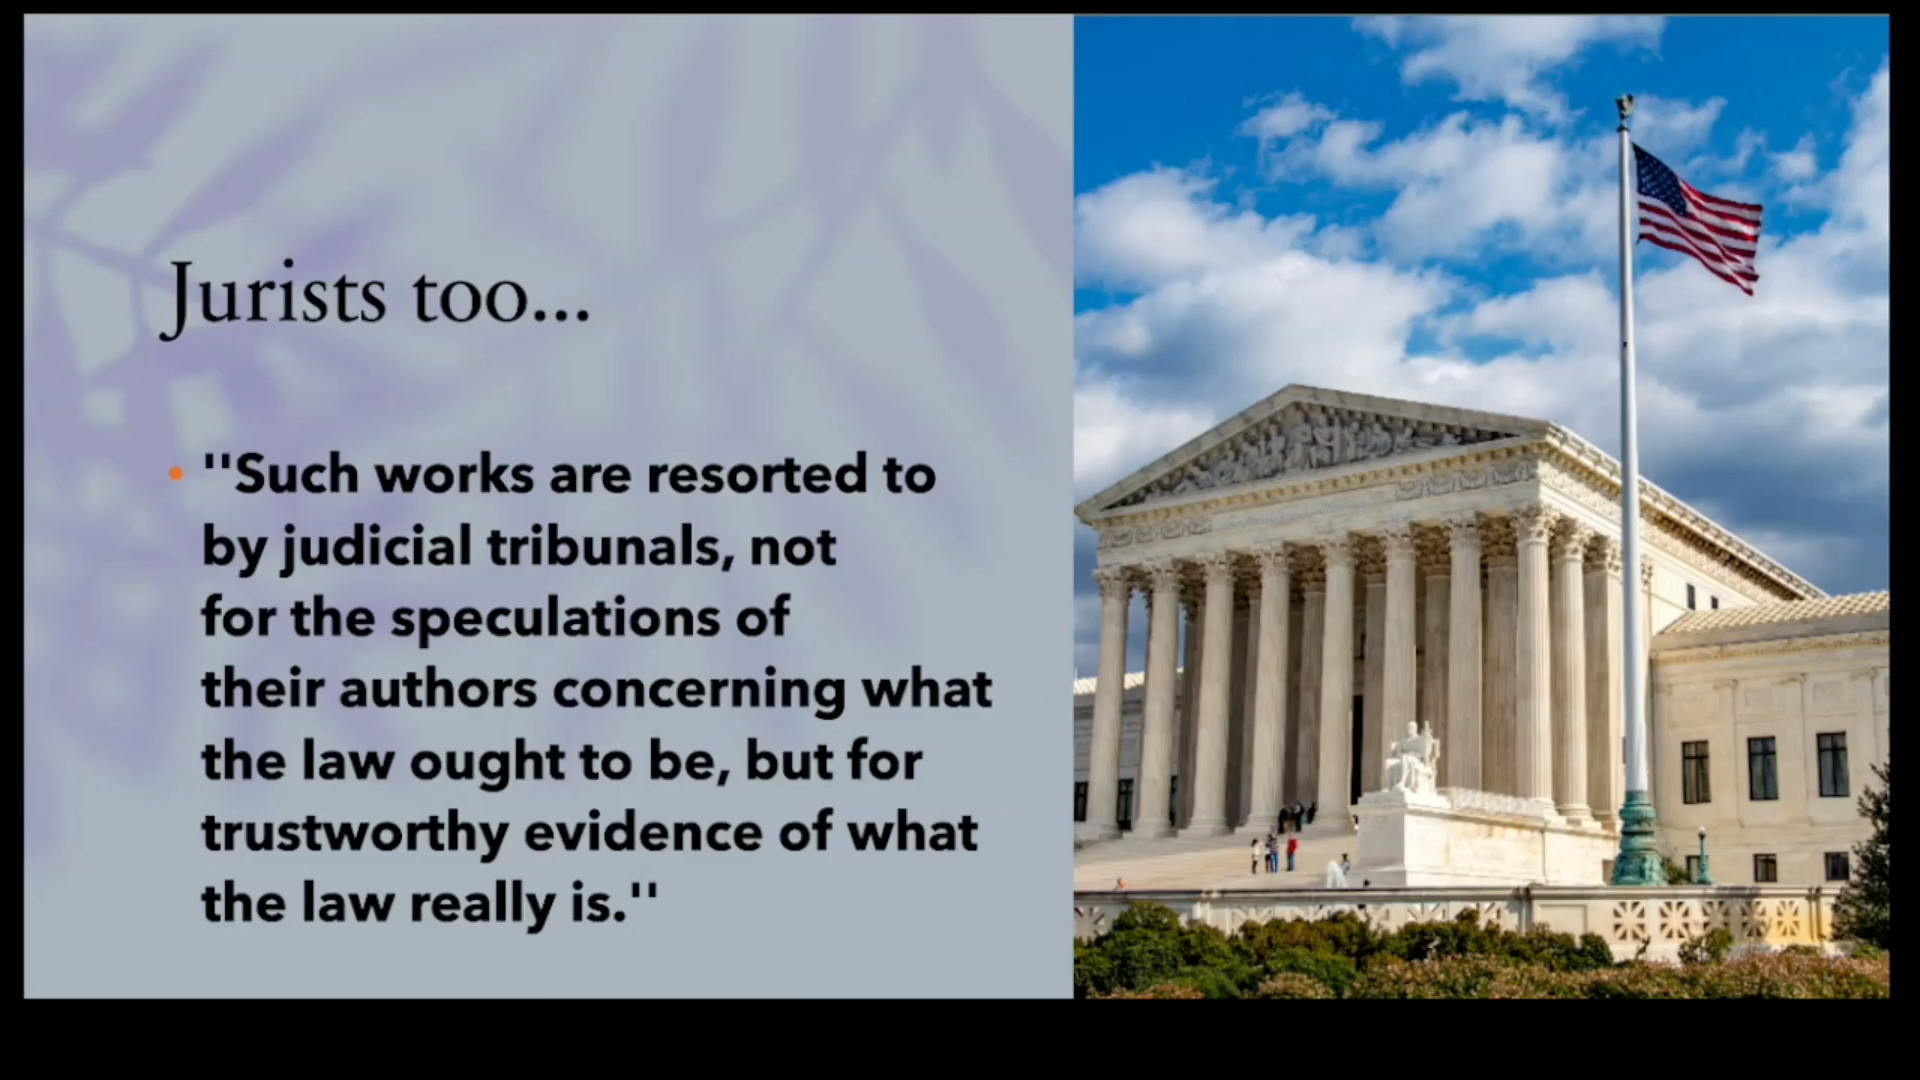 Jurists too...
• ''Such works are resorted to
by judicial tribunals, not
for the speculations of
their authors concerning what
the law ought to be, but for
trustworthy evidence of what
the law really is.''